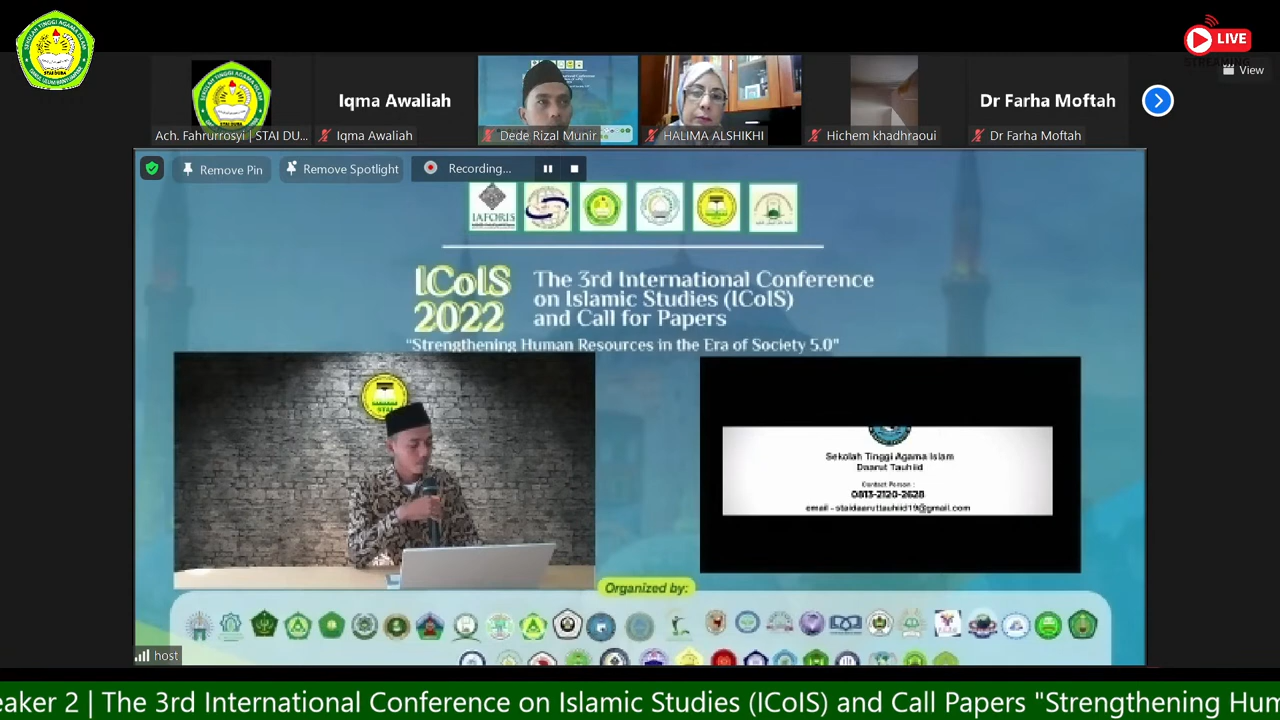 LIVE
STREAMING
View
Iqma Awaliah
Dr Farha Moftah
Ach. Fahrurrosyi | STAI DU...
Iqma Awaliah
Dede Rizal Munir
HALIMA ALSHIKHI
Hichem khadhraoui
Dr Farha Moftah
Remove Pin
Remove Spotlight
Recording...
IAFORIS
ICoIS
2022
The 3rd International Conference
on Islamic Studies (ICoIS)
and Call for Papers
"Strengthening Human Resources in the Era of Society 5.0"
STAI
Sekolah Tinggi Agama Islam
Daarut Tauhiid
Contact Person :
0813-2120-2628
email - staidaaruttauhiid19@gmail.com
Organized by:
host
eaker 2 | The 3rd International Conference on Islamic Studies (ICoIS) and Call Papers "Strengthening Hun